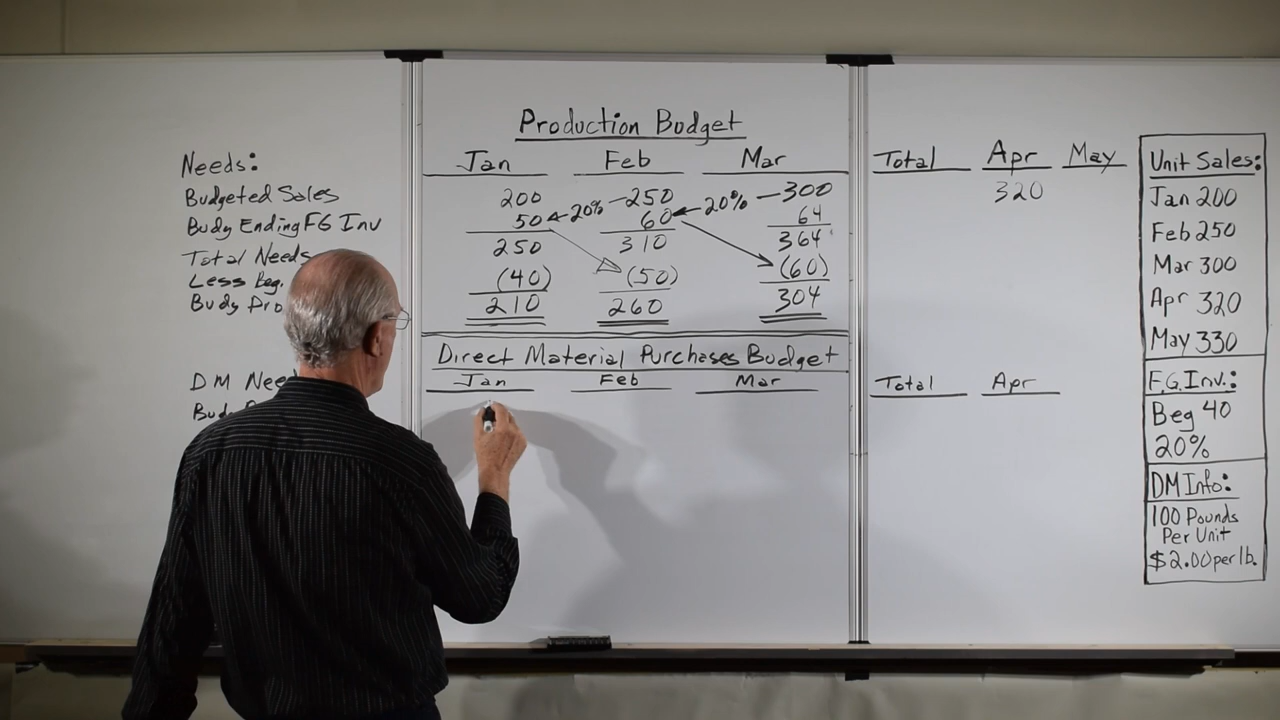 Production Budget
Needs: Jan Feb Mar Total Apr May
Budgeted Sales 200 20% 250 20% 300 320
Budg Ending FG Inv 50 60 64
Total Needs 250 310 364
Less Beg. (40) (50) (60)
Budg Pro 210 260 304
Direct Material Purchases Budget
Jan Feb Mar Total Apr
DM Nee
Budg
Unit Sales:
Jan 200
Feb 250
Mar 300
Apr 320
May 330
F.G. Inv.:
Beg 40
20%
DM Info:
100 Pounds
Per Unit
$2.00 per lb.